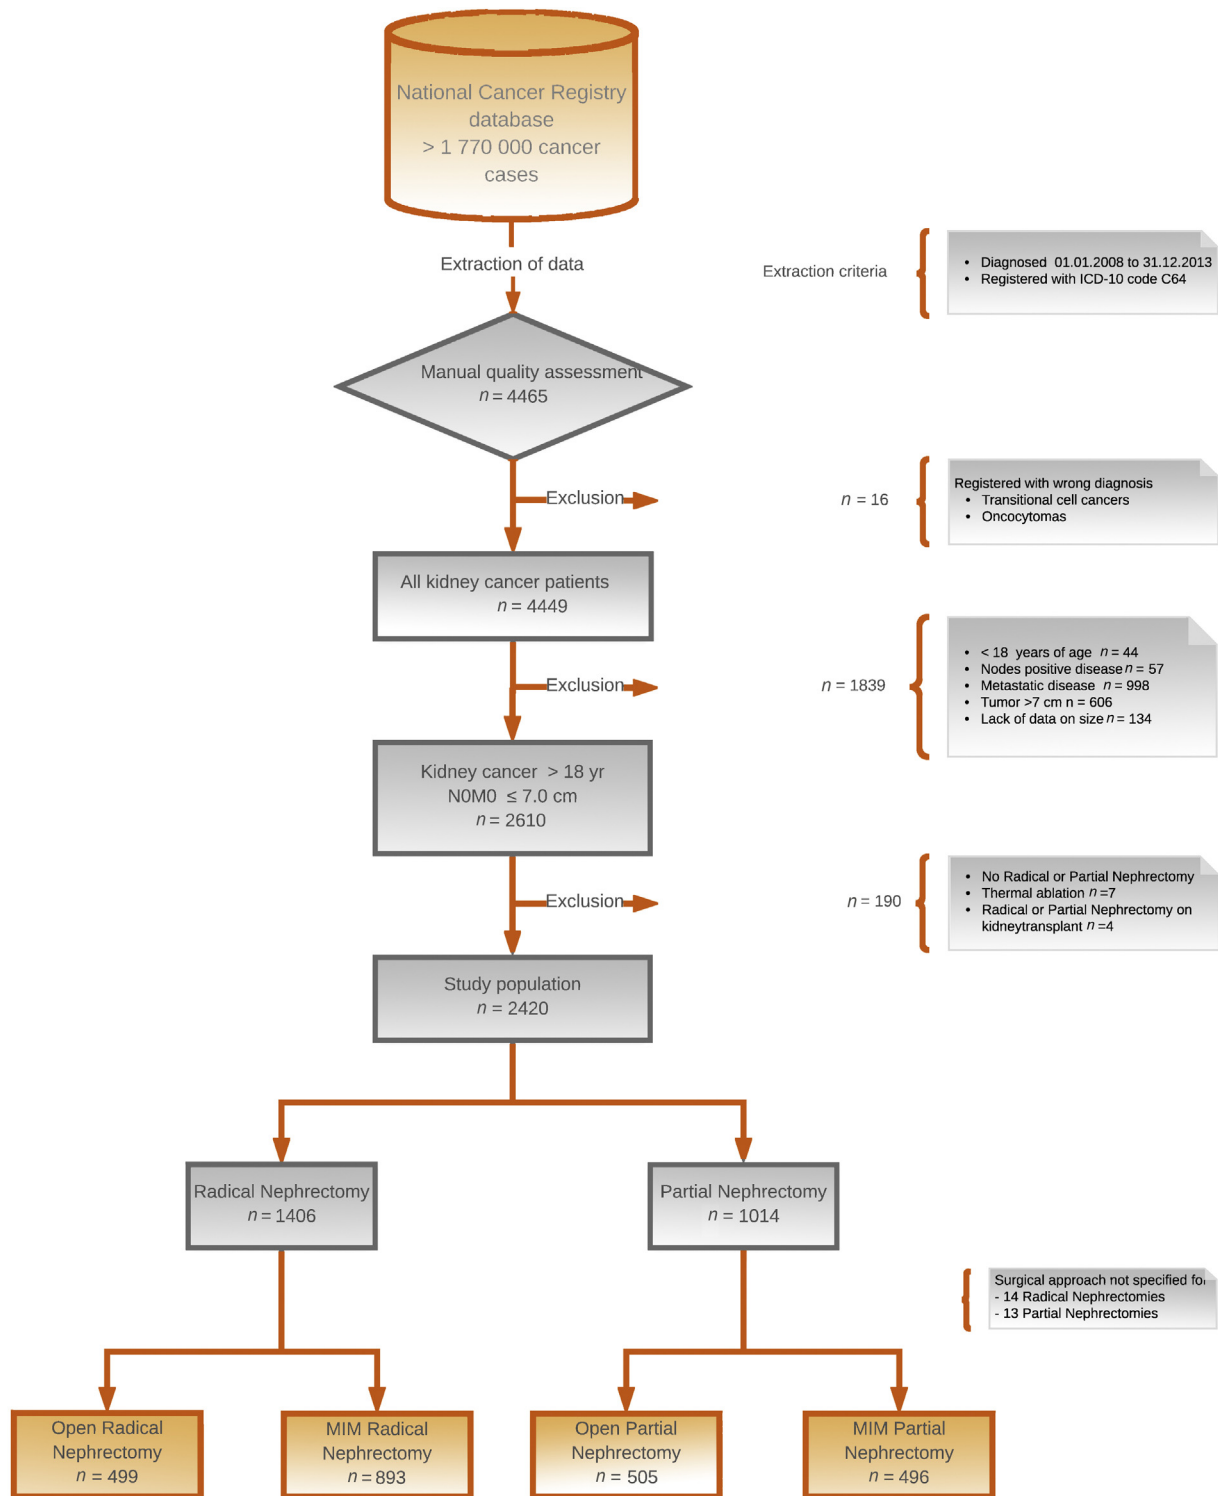 National Cancer Registry
database
> 1 770 000 cancer
cases
Extraction of data
Extraction criteria
• Diagnosed 01.01.2008 to 31.12.2013
• Registered with ICD-10 code C64
Manual quality assessment
n = 4465
Exclusion
n = 16
Registered with wrong diagnosis
• Transitional cell cancers
• Oncocytomas
All kidney cancer patients
n = 4449
Exclusion
n = 1839
• < 18 years of age n = 44
• Nodes positive disease n = 57
• Metastatic disease n = 998
• Tumor >7 cm n = 606
• Lack of data on size n = 134
Kidney cancer > 18 yr
N0M0 ≤ 7.0 cm
n = 2610
Exclusion
n = 190
• No Radical or Partial Nephrectomy
• Thermal ablation n =7
• Radical or Partial Nephrectomy on
kidneytransplant n =4
Study population
n = 2420
Radical Nephrectomy
n = 1406
Partial Nephrectomy
n = 1014
Surgical approach not specified for
- 14 Radical Nephrectomies
- 13 Partial Nephrectomies
Open Radical
Nephrectomy
n = 499
MIM Radical
Nephrectomy
n = 893
Open Partial
Nephrectomy
n = 505
MIM Partial
Nephrectomy
n = 496